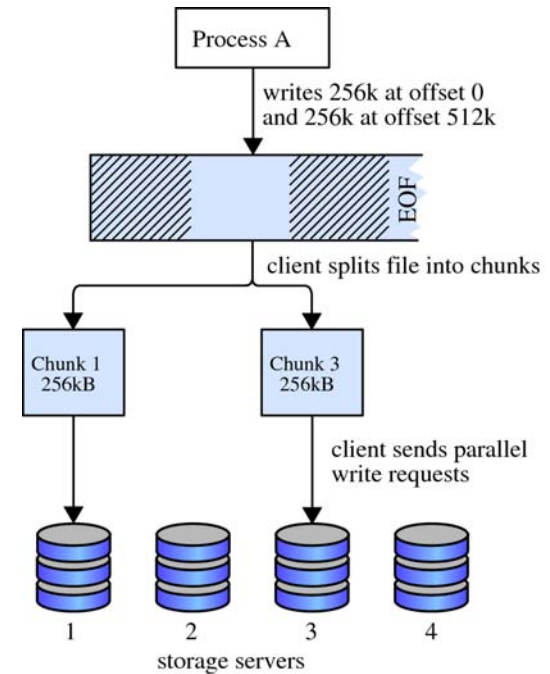 Process A
writes 256k at offset 0
and 256k at offset 512k
EOF
client splits file into chunks
Chunk 1
256kB
Chunk 3
256kB
client sends parallel
write requests
1
2
3
4
storage servers